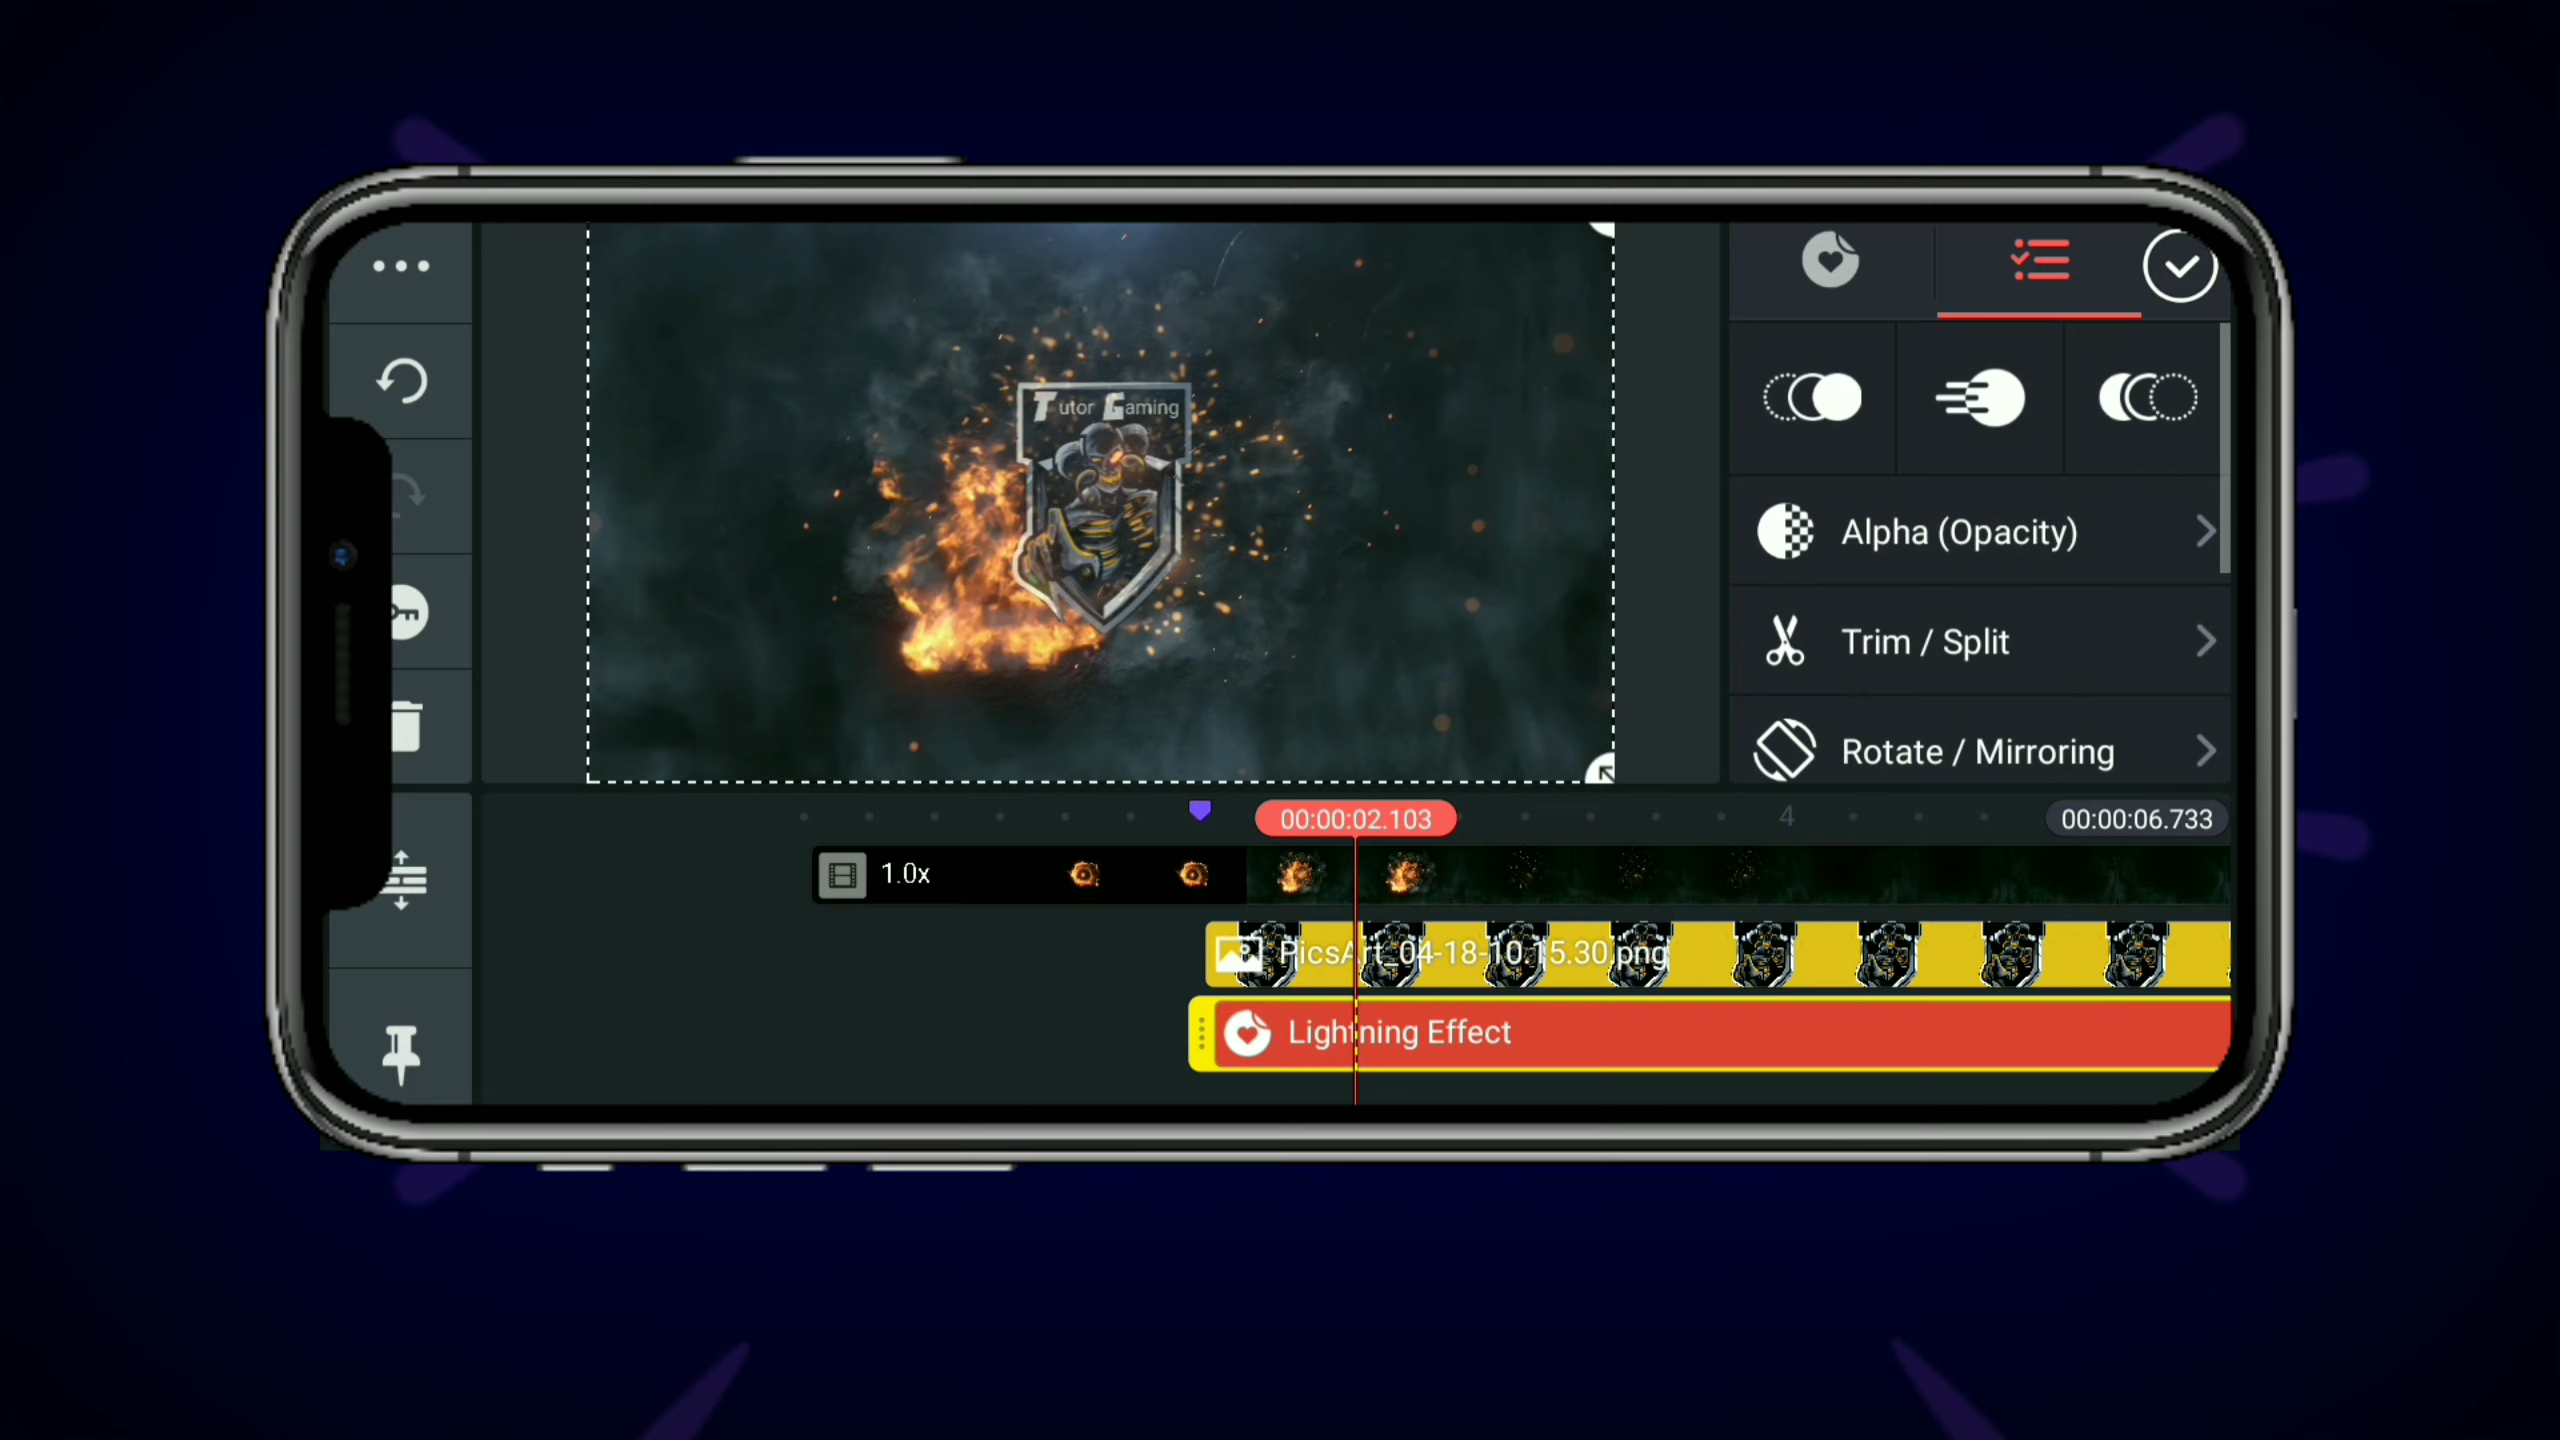 Tutor Gaming
Alpha (Opacity)
Trim / Split
Rotate / Mirroring
00:00:02.103
4
00:00:06.733
1.0x
PicsArt_04-18-10.15.30.png
Lightning Effect